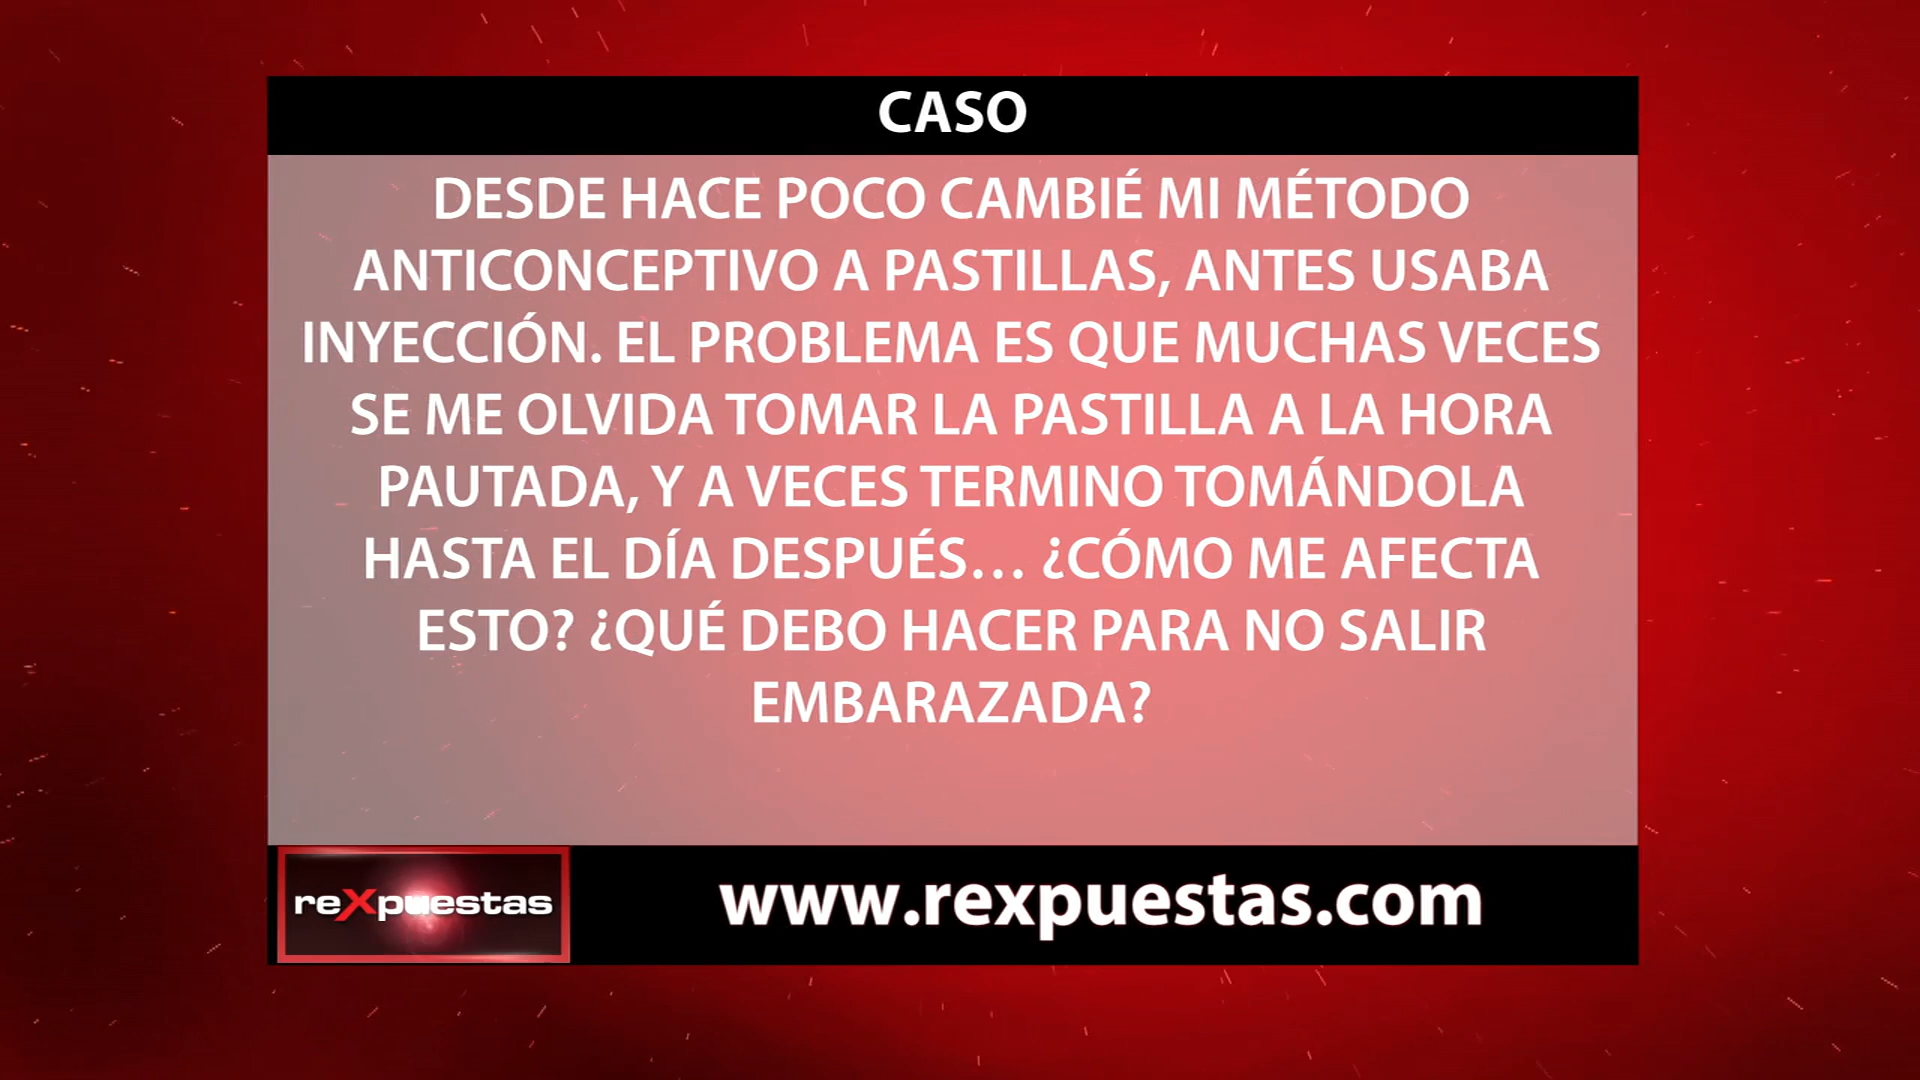 CASO
DESDE HACE POCO CAMBIÉ MI MÉTODO
ANTICONCEPTIVO A PASTILLAS, ANTES USABA
INYECCIÓN. EL PROBLEMA ES QUE MUCHAS VECES
SE ME OLVIDA TOMAR LA PASTILLA A LA HORA
PAUTADA, Y A VECES TERMINO TOMÁNDOLA
HASTA EL DÍA DESPUÉS... ¿CÓMO ME AFECTA
ESTO? ¿QUÉ DEBO HACER PARA NO SALIR
EMBARAZADA?
reXpuestas
www.rexpuestas.com